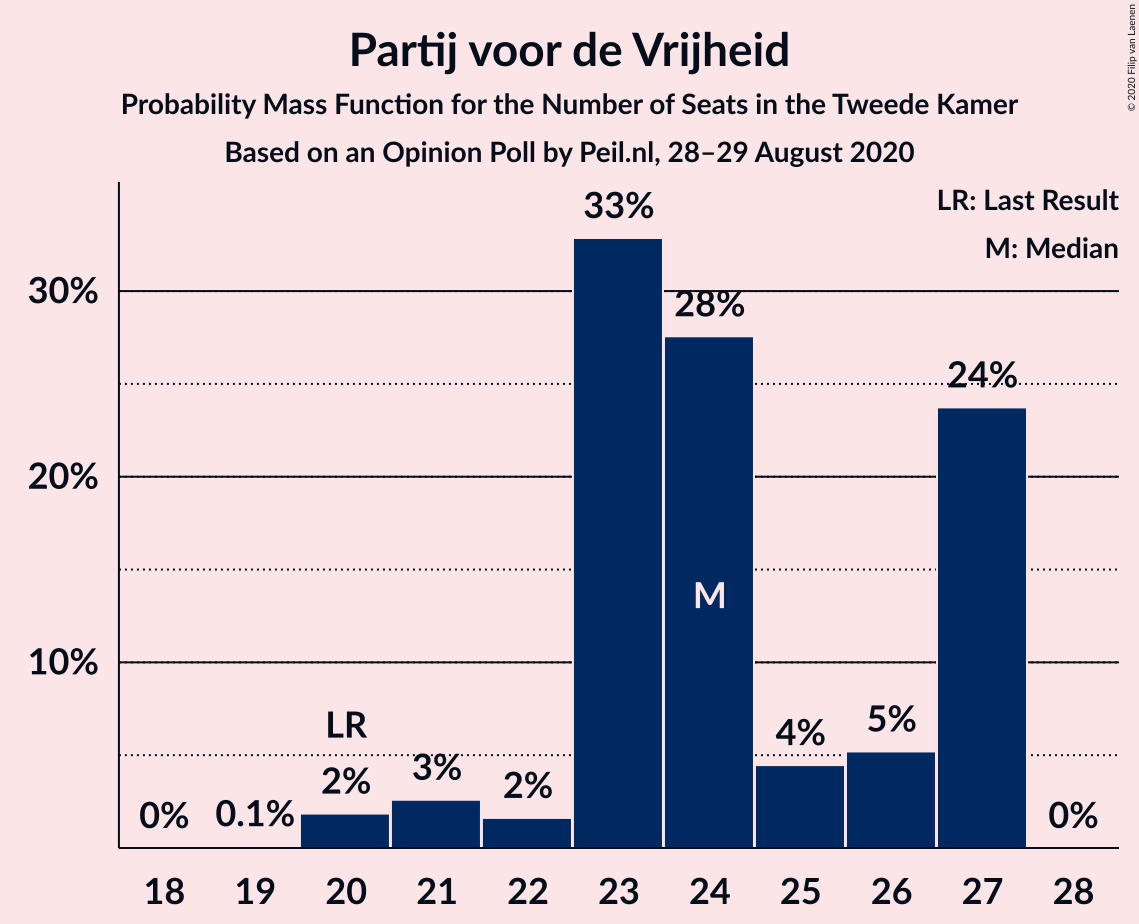 Partij voor de Vrijheid
Probability Mass Function for the Number of Seats in the Tweede Kamer
Based on an Opinion Poll by Peil.nl, 28–29 August 2020
© 2020 Filip van Laenen
LR: Last Result
M: Median
30%
20%
10%
0%
0.1%
LR
2%
3%
2%
33%
28%
M
4%
5%
24%
0%
18 19 20 21 22 23 24 25 26 27 28